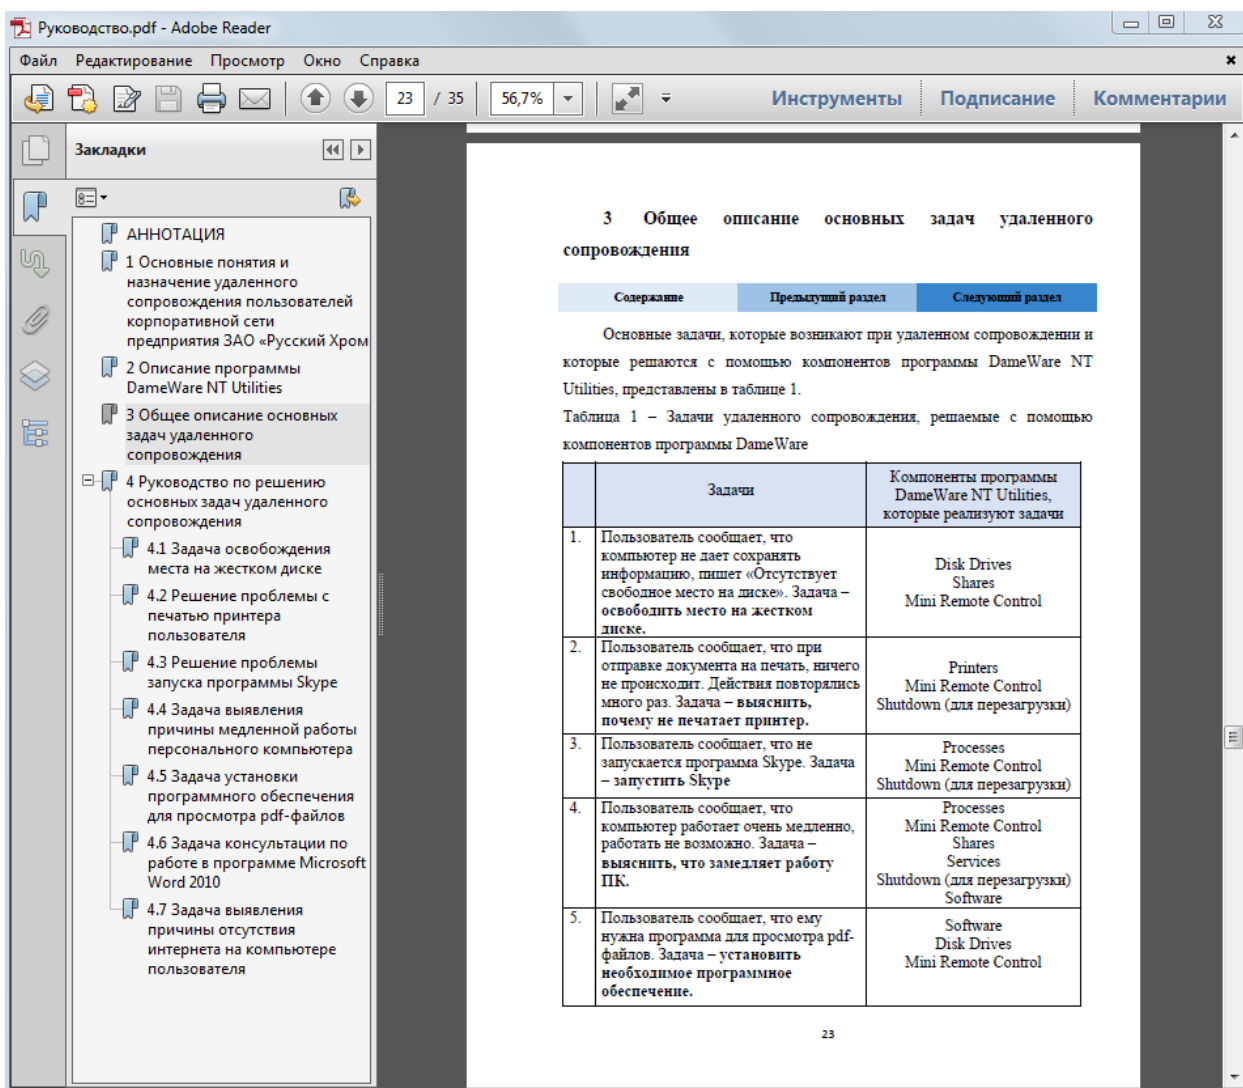 Руководство.pdf - Adobe Reader
Файл Редактирование Просмотр Окно Справка
23 / 35 56,7% Инструменты Подписание Комментарии
Закладки
АННОТАЦИЯ
1 Основные понятия и
назначение удаленного
сопровождения пользователей
корпоративной сети
предприятия ЗАО «Русский Хром
2 Описание программы
DameWare NT Utilities
3 Общее описание основных
задач удаленного
сопровождения
4 Руководство по решению
основных задач удаленного
сопровождения
4.1 Задача освобождения
места на жестком диске
4.2 Решение проблемы с
печатью принтера
пользователя
4.3 Решение проблемы
запуска программы Skype
4.4 Задача выявления
причины медленной работы
персонального компьютера
4.5 Задача установки
программного обеспечения
для просмотра pdf-файлов
4.6 Задача консультации по
работе в программе Microsoft
Word 2010
4.7 Задача выявления
причины отсутствия
интернета на компьютере
пользователя
3 Общее описание основных задач удаленного
сопровождения
Содержание Предыдущий раздел Следующий раздел
Основные задачи, которые возникают при удаленном сопровождении и
которые решаются с помощью компонентов программы DameWare NT
Utilities, представлены в таблице 1.
Таблица 1 – Задачи удаленного сопровождения, решаемые с помощью
компонентов программы DameWare
Задачи
Компоненты программы
DameWare NT Utilities,
которые реализуют задачи
1. Пользователь сообщает, что
компьютер не дает сохранять
информацию, пишет «Отсутствует
свободное место на диске». Задача –
освободить место на жестком
диске.
Disk Drives
Shares
Mini Remote Control
2. Пользователь сообщает, что при
отправке документа на печать, ничего
не происходит. Действия повторялись
много раз. Задача – выяснить,
почему не печатает принтер.
Printers
Mini Remote Control
Shutdown (для перезагрузки)
3. Пользователь сообщает, что не
запускается программа Skype. Задача
– запустить Skype
Processes
Mini Remote Control
Shutdown (для перезагрузки)
4. Пользователь сообщает, что
компьютер работает очень медленно,
работать не возможно. Задача –
выяснить, что замедляет работу
ПК.
Processes
Mini Remote Control
Shares
Services
Shutdown (для перезагрузки)
Software
5. Пользователь сообщает, что ему
нужна программа для просмотра pdf-
файлов. Задача – установить
необходимое программное
обеспечение.
Software
Disk Drives
Mini Remote Control
23